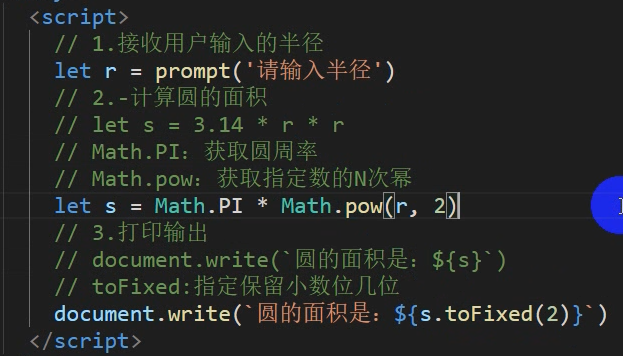 <script>
// 1.接收用户输入的半径
let r = prompt('请输入半径')
// 2.-计算圆的面积
// let s = 3.14 * r * r
// Math.PI：获取圆周率
// Math.pow：获取指定数的N次幂
let s = Math.PI * Math.pow(r, 2)
// 3.打印输出
// document.write(`圆的面积是：${s}`)
// toFixed:指定保留小数位几位
document.write(`圆的面积是：${s.toFixed(2)}`)
</script>